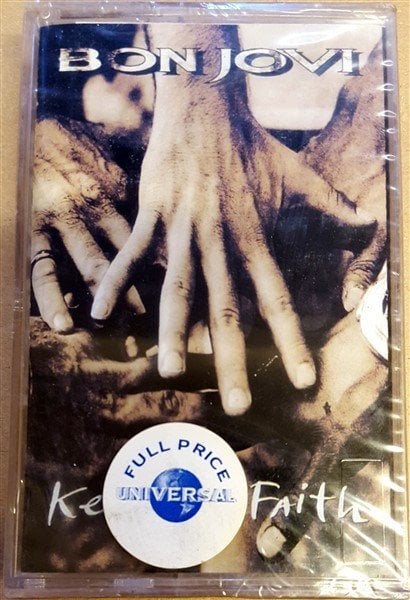 BON JOVI
FULL PRICE
UNIVERSAL
Ke Faith